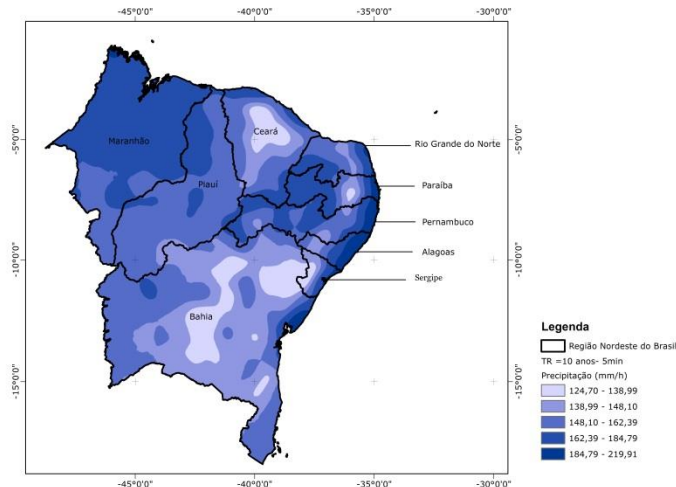 -45°0'0" -40°0'0" -35°0'0" -30°0'0"
-5°0'0"
-10°0'0"
-15°0'0"
Maranhão
Ceará
Piauí
Bahia
Rio Grande do Norte
Paraíba
Pernambuco
Alagoas
Sergipe
-5°0'0"
-10°0'0"
-15°0'0"
Legenda
Região Nordeste do Brasil
TR =10 anos- 5min
Precipitação (mm/h)
124,70 - 138,99
138,99 - 148,10
148,10 - 162,39
162,39 - 184,79
184,79 - 219,91
-45°0'0" -40°0'0" -35°0'0" -30°0'0"